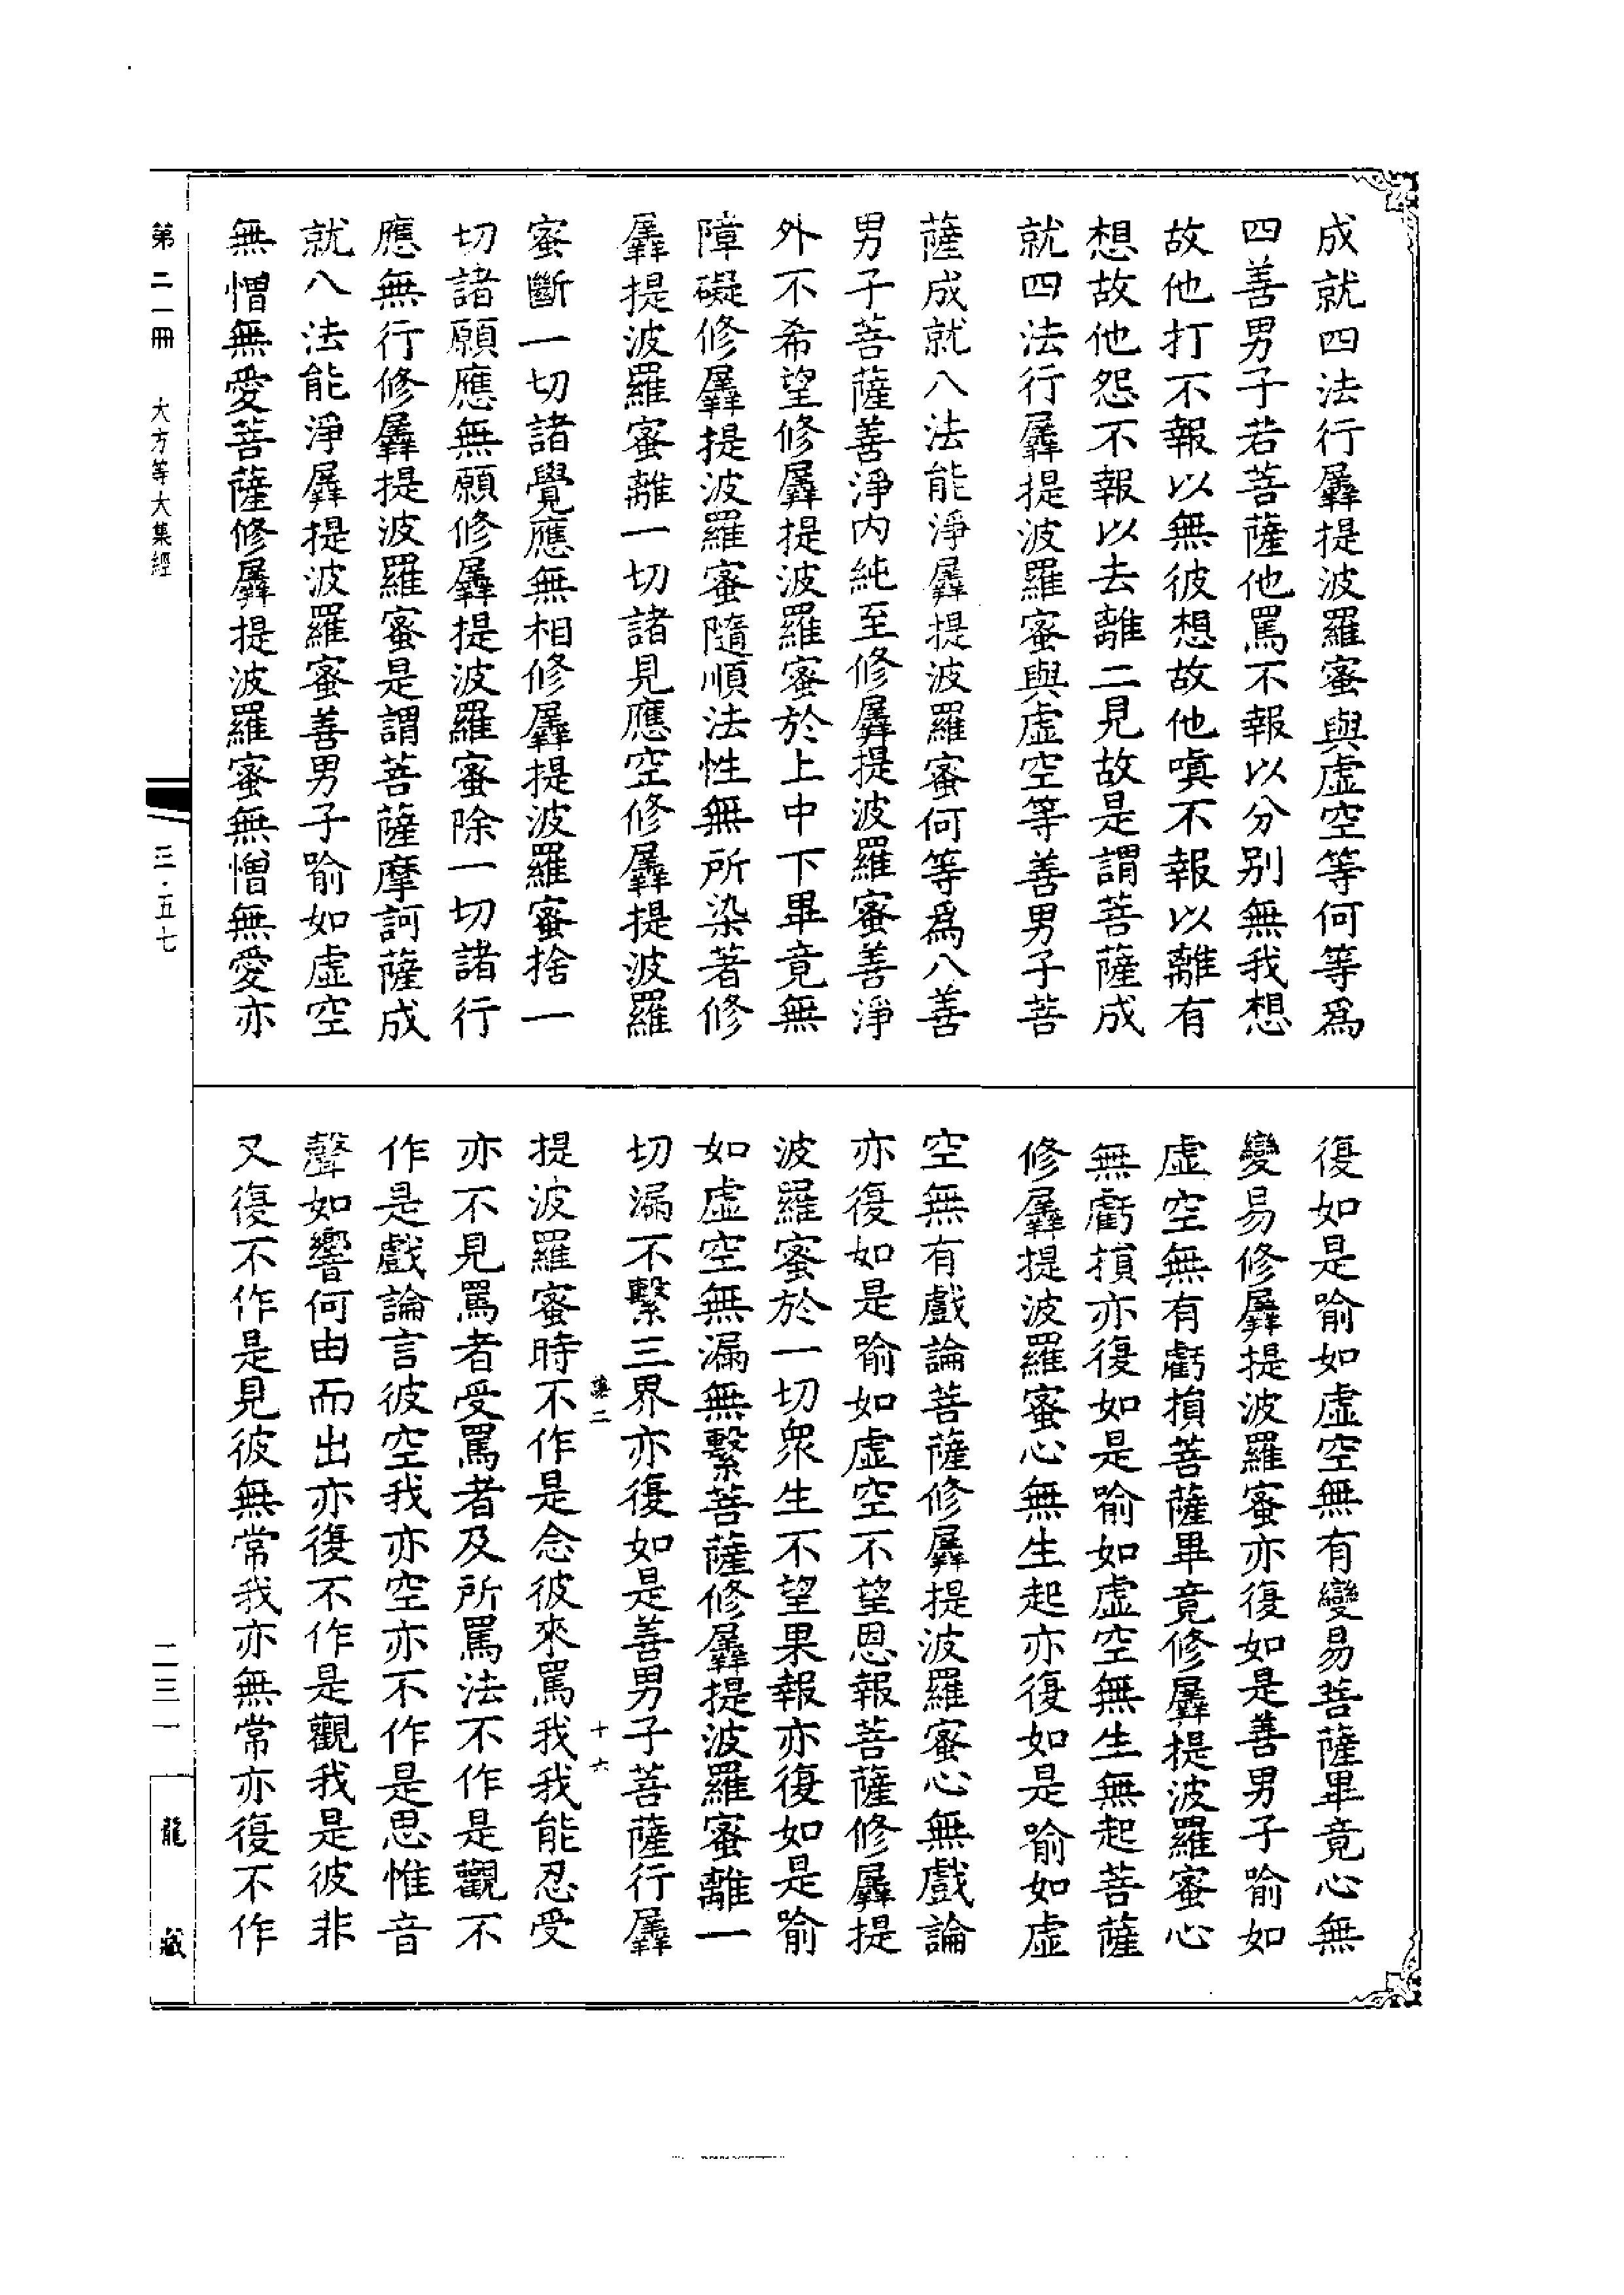 成就四法行羼提波羅蜜與虛空等何等爲
四善男子若菩薩他罵不報以分別無我想
故他打不報以無彼想故他嗔不報以離有
想故他怨不報以去離二見故是謂菩薩成
就四法行羼提波羅蜜與虛空等善男子菩
薩成就八法能淨羼提波羅蜜何等爲八善
男子菩薩善淨內純至修羼提波羅蜜善淨
外不希望修羼提波羅蜜於上中下畢竟無
障礙修羼提波羅蜜隨順法性無所染著修
羼提波羅蜜離一切諸見應空修羼提波羅
蜜斷一切諸覺應無相修羼提波羅蜜捨一
切諸願應無願修羼提波羅蜜除一切諸行
應無行修羼提波羅蜜是謂菩薩摩訶薩成
就八法能淨羼提波羅蜜善男子喻如虛空
無憎無愛菩薩修羼提波羅蜜無憎無愛亦
復如是喻如虛空無有變易菩薩畢竟心無
變易修羼提波羅蜜亦復如是善男子喻如
虛空無有虧損菩薩畢竟修羼提波羅蜜心
無虧損亦復如是喻如虛空無生無起菩薩
修羼提波羅蜜心無生起亦復如是喻如虛
空無有戲論菩薩修羼提波羅蜜心無戲論
亦復如是喻如虛空不望恩報菩薩修羼提
波羅蜜於一切眾生不望果報亦復如是喻
如虛空無漏無繫菩薩修羼提波羅蜜離一
切漏不繫三界亦復如是善男子菩薩行羼
藻二 十六
提波羅蜜時不作是念彼來罵我我能忍受
亦不見罵者受罵者及所罵法不作是觀不
作是戲論言彼空我亦空亦不作是思惟音
聲如響何由而出亦復不作是觀我是彼非
又復不作是見彼無常我亦無常亦復不作
第二一冊 大方等大集經 三·五七 二三一 龍藏